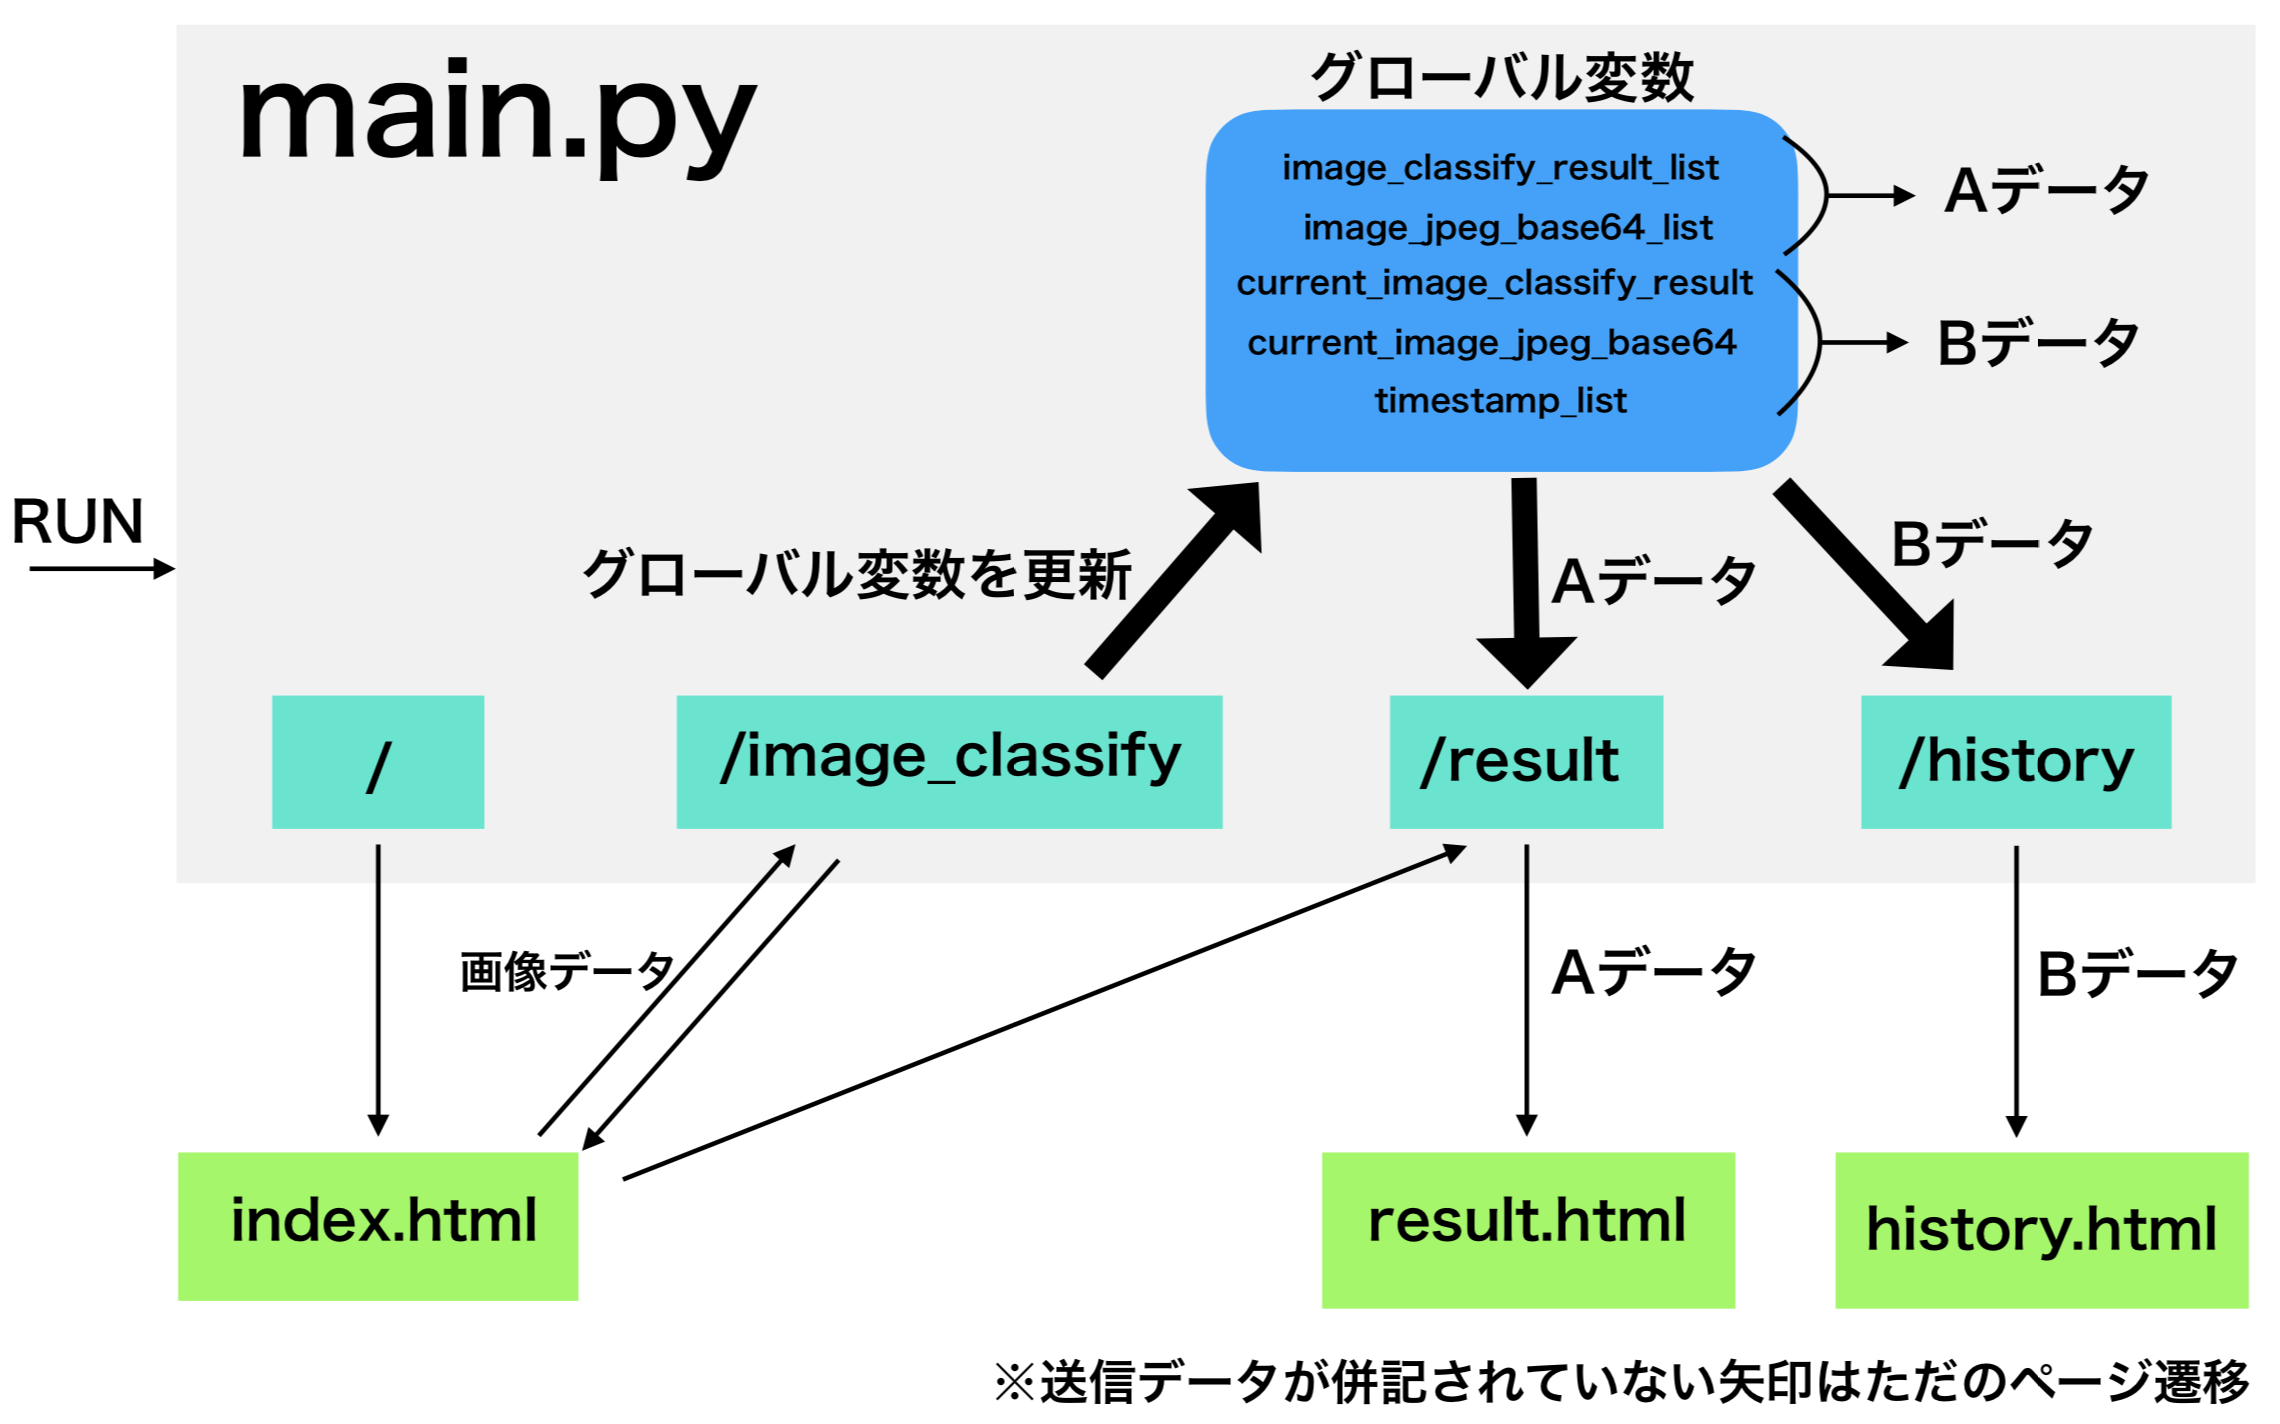 main.py
グローバル変数
image_classify_result_list
image_jpeg_base64_list
current_image_classify_result
current_image_jpeg_base64
timestamp_list
Aデータ
Bデータ
RUN
グローバル変数を更新
Aデータ
Bデータ
/
/image_classify
/result
/history
画像データ
Aデータ
Bデータ
index.html
result.html
history.html
※送信データが併記されていない矢印はただのページ遷移